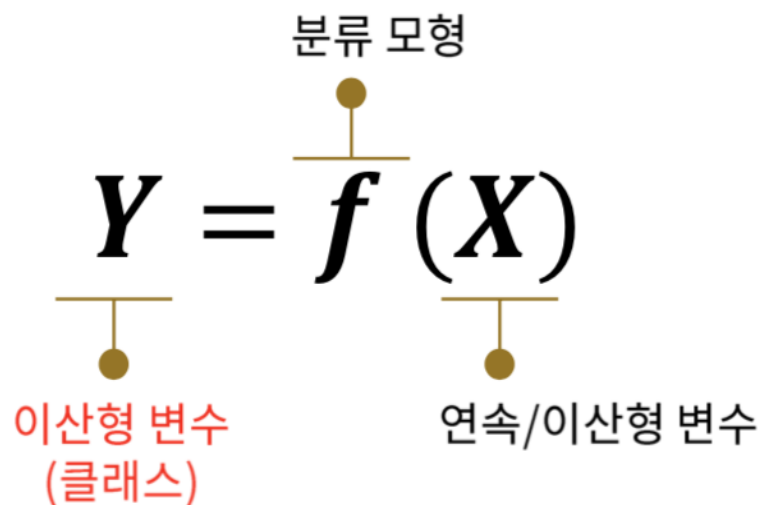 분류 모형
Y = f (X)
이산형 변수
(클래스)
연속/이산형 변수